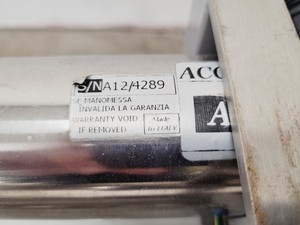 S/N A12/4289
SE MANOMESSA
INVALIDA LA GARANZIA
WARRANTY VOID
IF REMOVED
Made
In ITALY
ACC
A